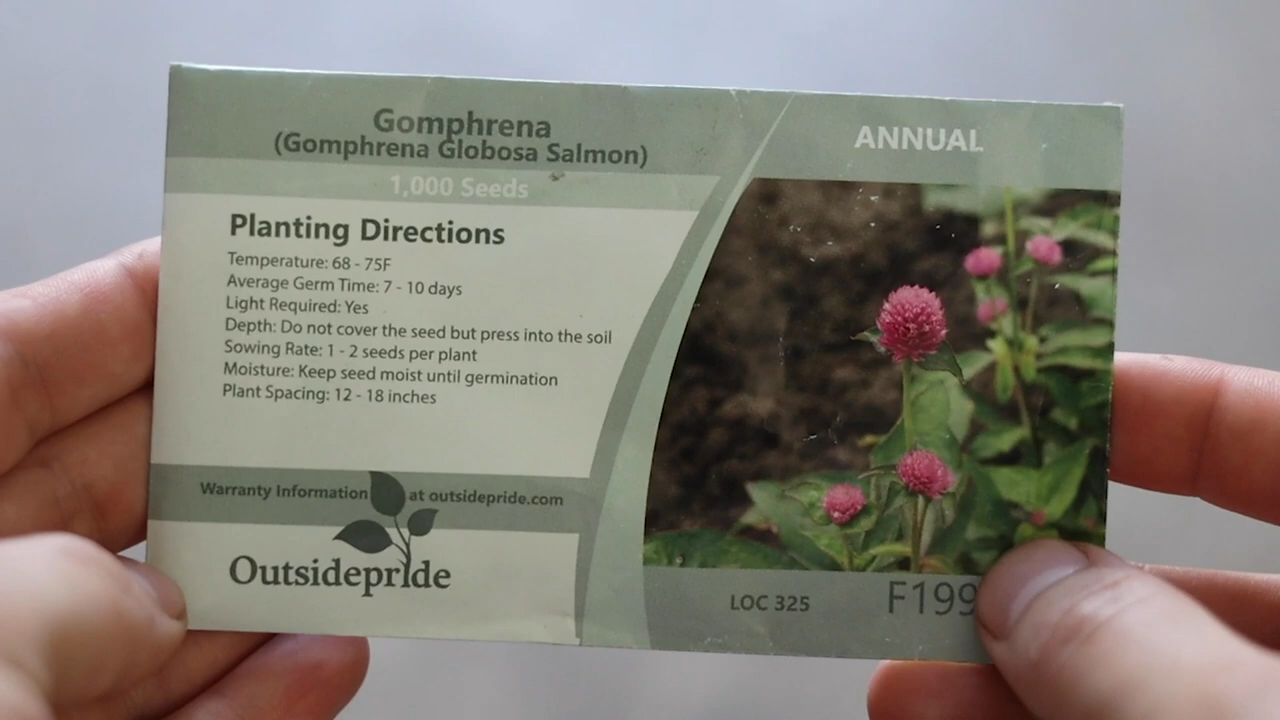 Gomphrena
(Gomphrena Globosa Salmon)
1,000 Seeds
Planting Directions
Temperature: 68 - 75F
Average Germ Time: 7 - 10 days
Light Required: Yes
Depth: Do not cover the seed but press into the soil
Sowing Rate: 1 - 2 seeds per plant
Moisture: Keep seed moist until germination
Plant Spacing: 12 - 18 inches
Warranty Information at outsidepride.com
Outsidepride
ANNUAL
LOC 325
F199